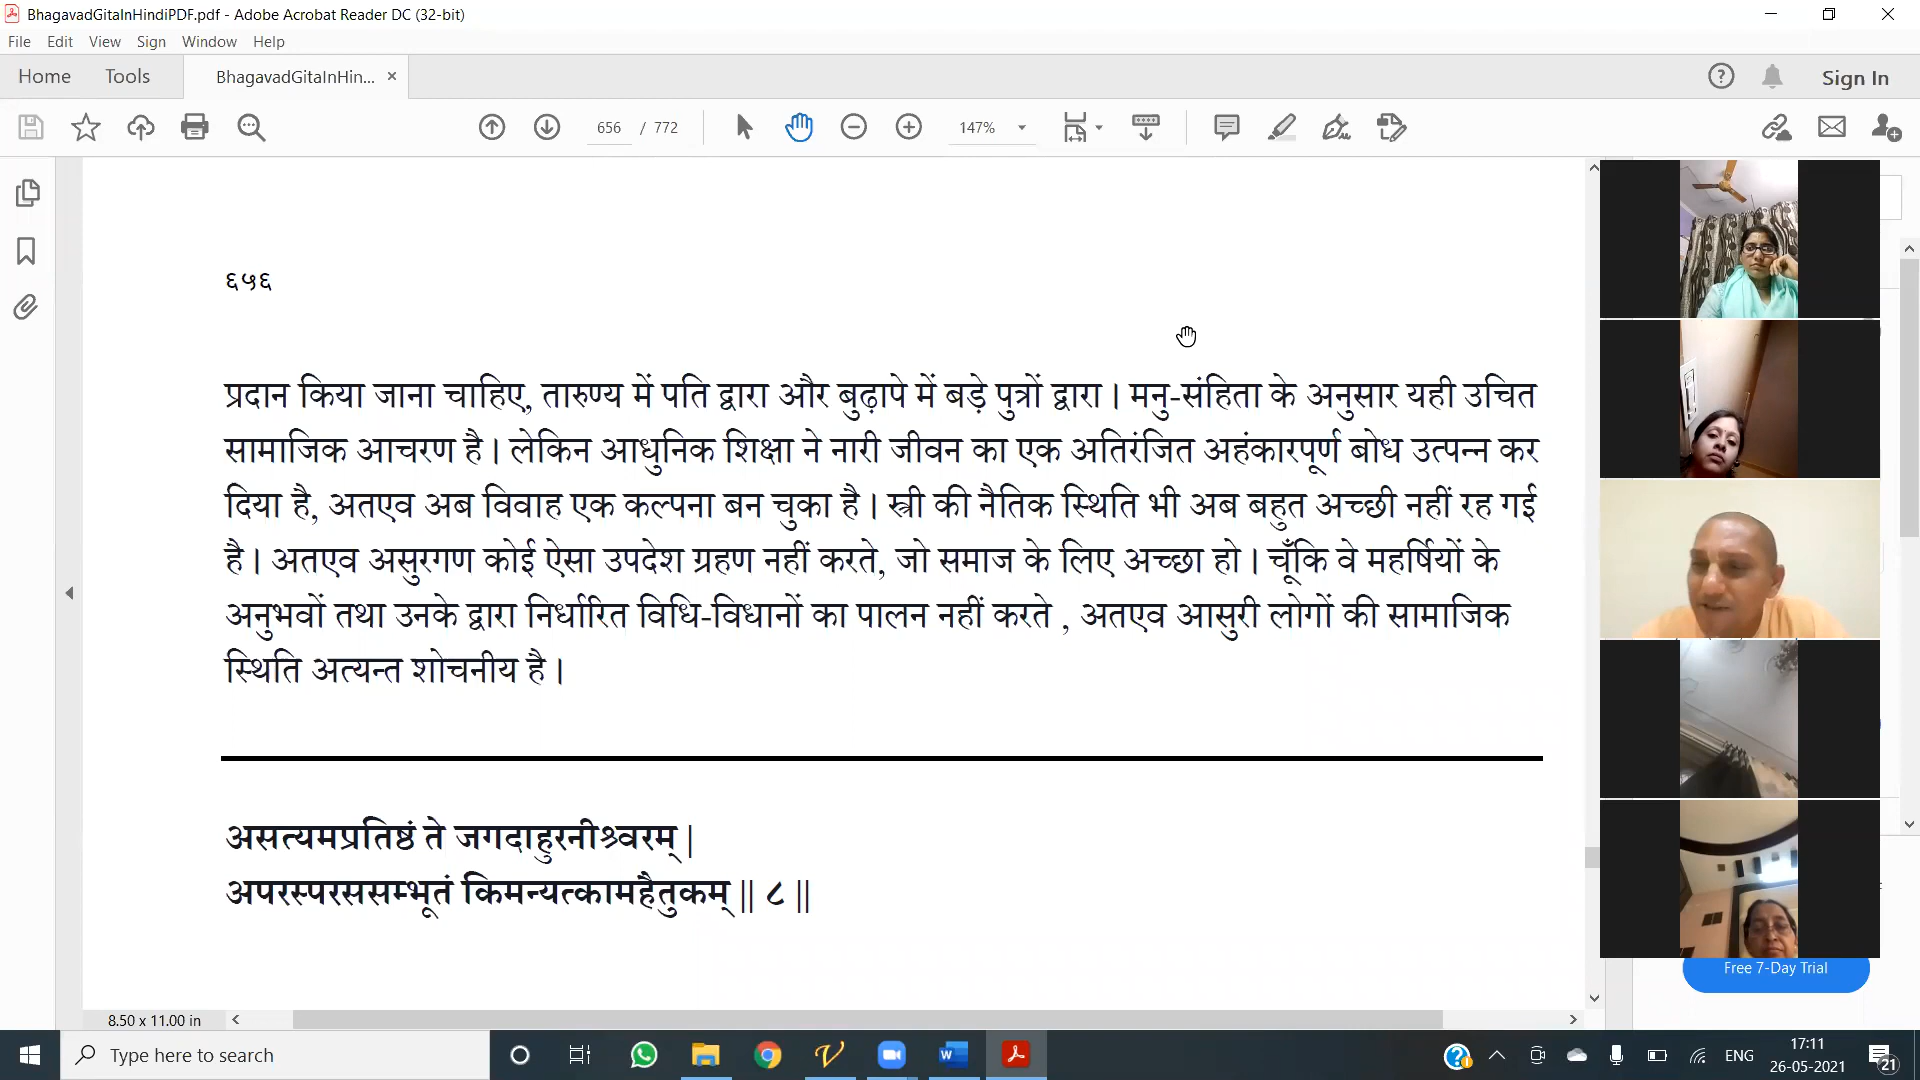 BhagavadGitaInHindiPDF.pdf - Adobe Acrobat Reader DC (32-bit)
File Edit View Sign Window Help
Home Tools BhagavadGitaInHin... × Sign In
656 / 772 147%
६५६
प्रदान किया जाना चाहिए, तारुण्य में पति द्वारा और बुढ़ापे में बड़े पुत्रों द्वारा। मनु-संहिता के अनुसार यही उचित
सामाजिक आचरण है। लेकिन आधुनिक शिक्षा ने नारी जीवन का एक अतिरंजित अहंकारपूर्ण बोध उत्पन्न कर
दिया है, अतएव अब विवाह एक कल्पना बन चुका है। स्त्री की नैतिक स्थिति भी अब बहुत अच्छी नहीं रह गई
है। अतएव असुरगण कोई ऐसा उपदेश ग्रहण नहीं करते, जो समाज के लिए अच्छा हो। चूँकि वे महर्षियों के
अनुभवों तथा उनके द्वारा निर्धारित विधि-विधानों का पालन नहीं करते , अतएव आसुरी लोगों की सामाजिक
स्थिति अत्यन्त शोचनीय है।
असत्यमप्रतिष्ठं ते जगदाहुरनीश्र्वरम् |
अपरस्परससम्भूतं किमन्यत्कामहैतुकम् || ८ ||
Free 7-Day Trial
8.50 x 11.00 in
Type here to search
ENG
17:11
26-05-2021
21